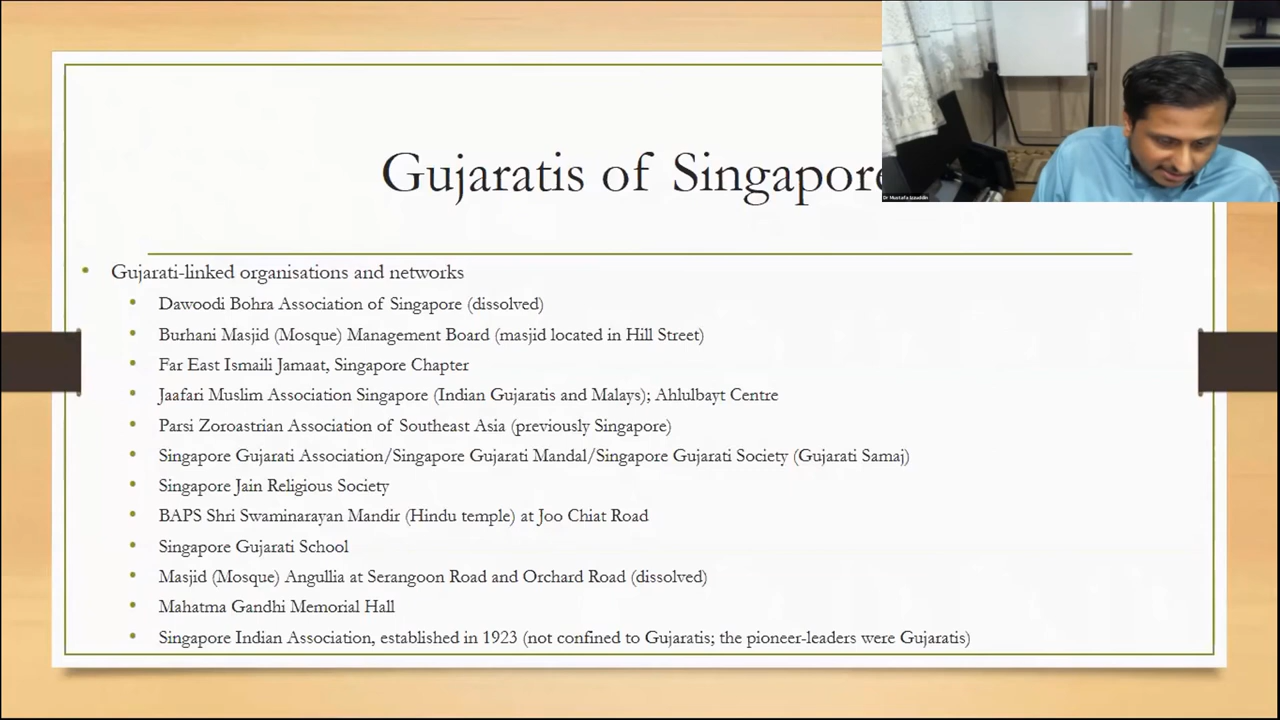 Gujaratis of Singapore
Dr Mustafa Izzuddin
• Gujarati-linked organisations and networks
• Dawoodi Bohra Association of Singapore (dissolved)
• Burhani Masjid (Mosque) Management Board (masjid located in Hill Street)
• Far East Ismaili Jamaat, Singapore Chapter
• Jaafari Muslim Association Singapore (Indian Gujaratis and Malays); Ahlulbayt Centre
• Parsi Zoroastrian Association of Southeast Asia (previously Singapore)
• Singapore Gujarati Association/Singapore Gujarati Mandal/Singapore Gujarati Society (Gujarati Samaj)
• Singapore Jain Religious Society
• BAPS Shri Swaminarayan Mandir (Hindu temple) at Joo Chiat Road
• Singapore Gujarati School
• Masjid (Mosque) Angullia at Serangoon Road and Orchard Road (dissolved)
• Mahatma Gandhi Memorial Hall
• Singapore Indian Association, established in 1923 (not confined to Gujaratis; the pioneer-leaders were Gujaratis)